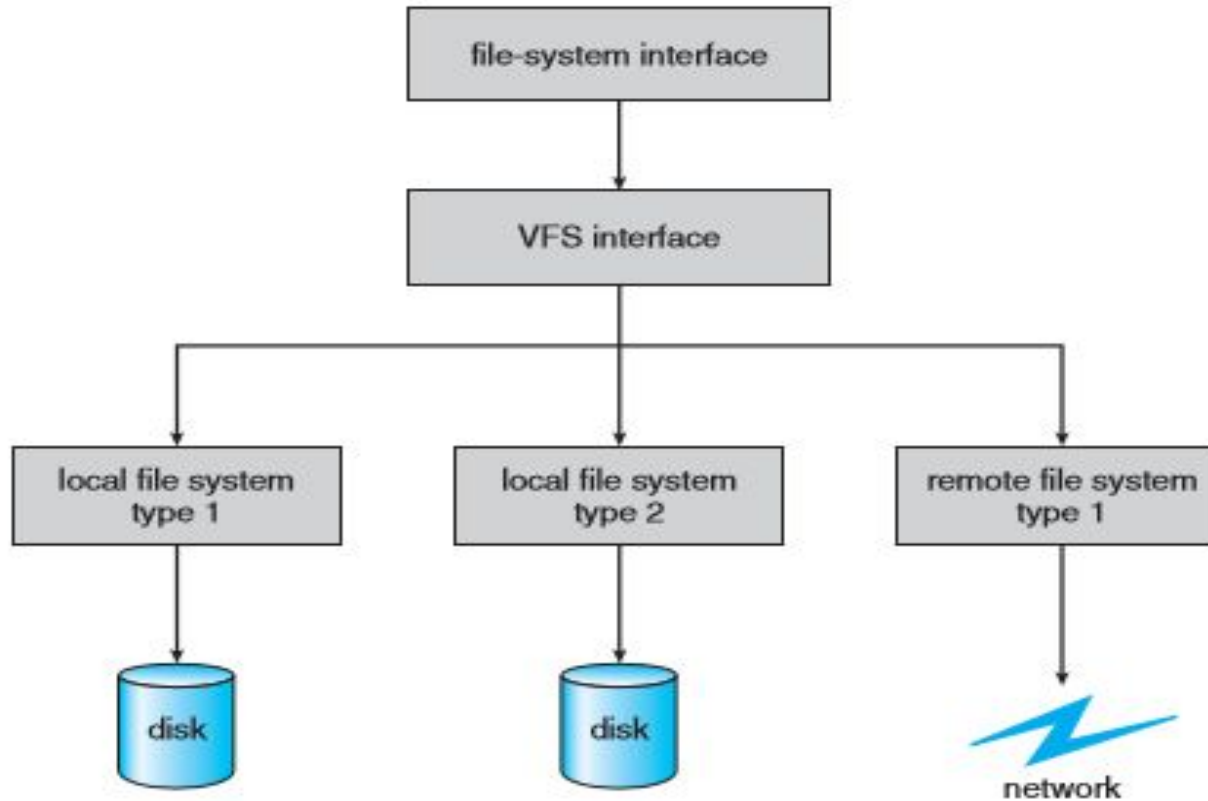 file-system interface
VFS interface
local file system
type 1
local file system
type 2
remote file system
type 1
disk
disk
network